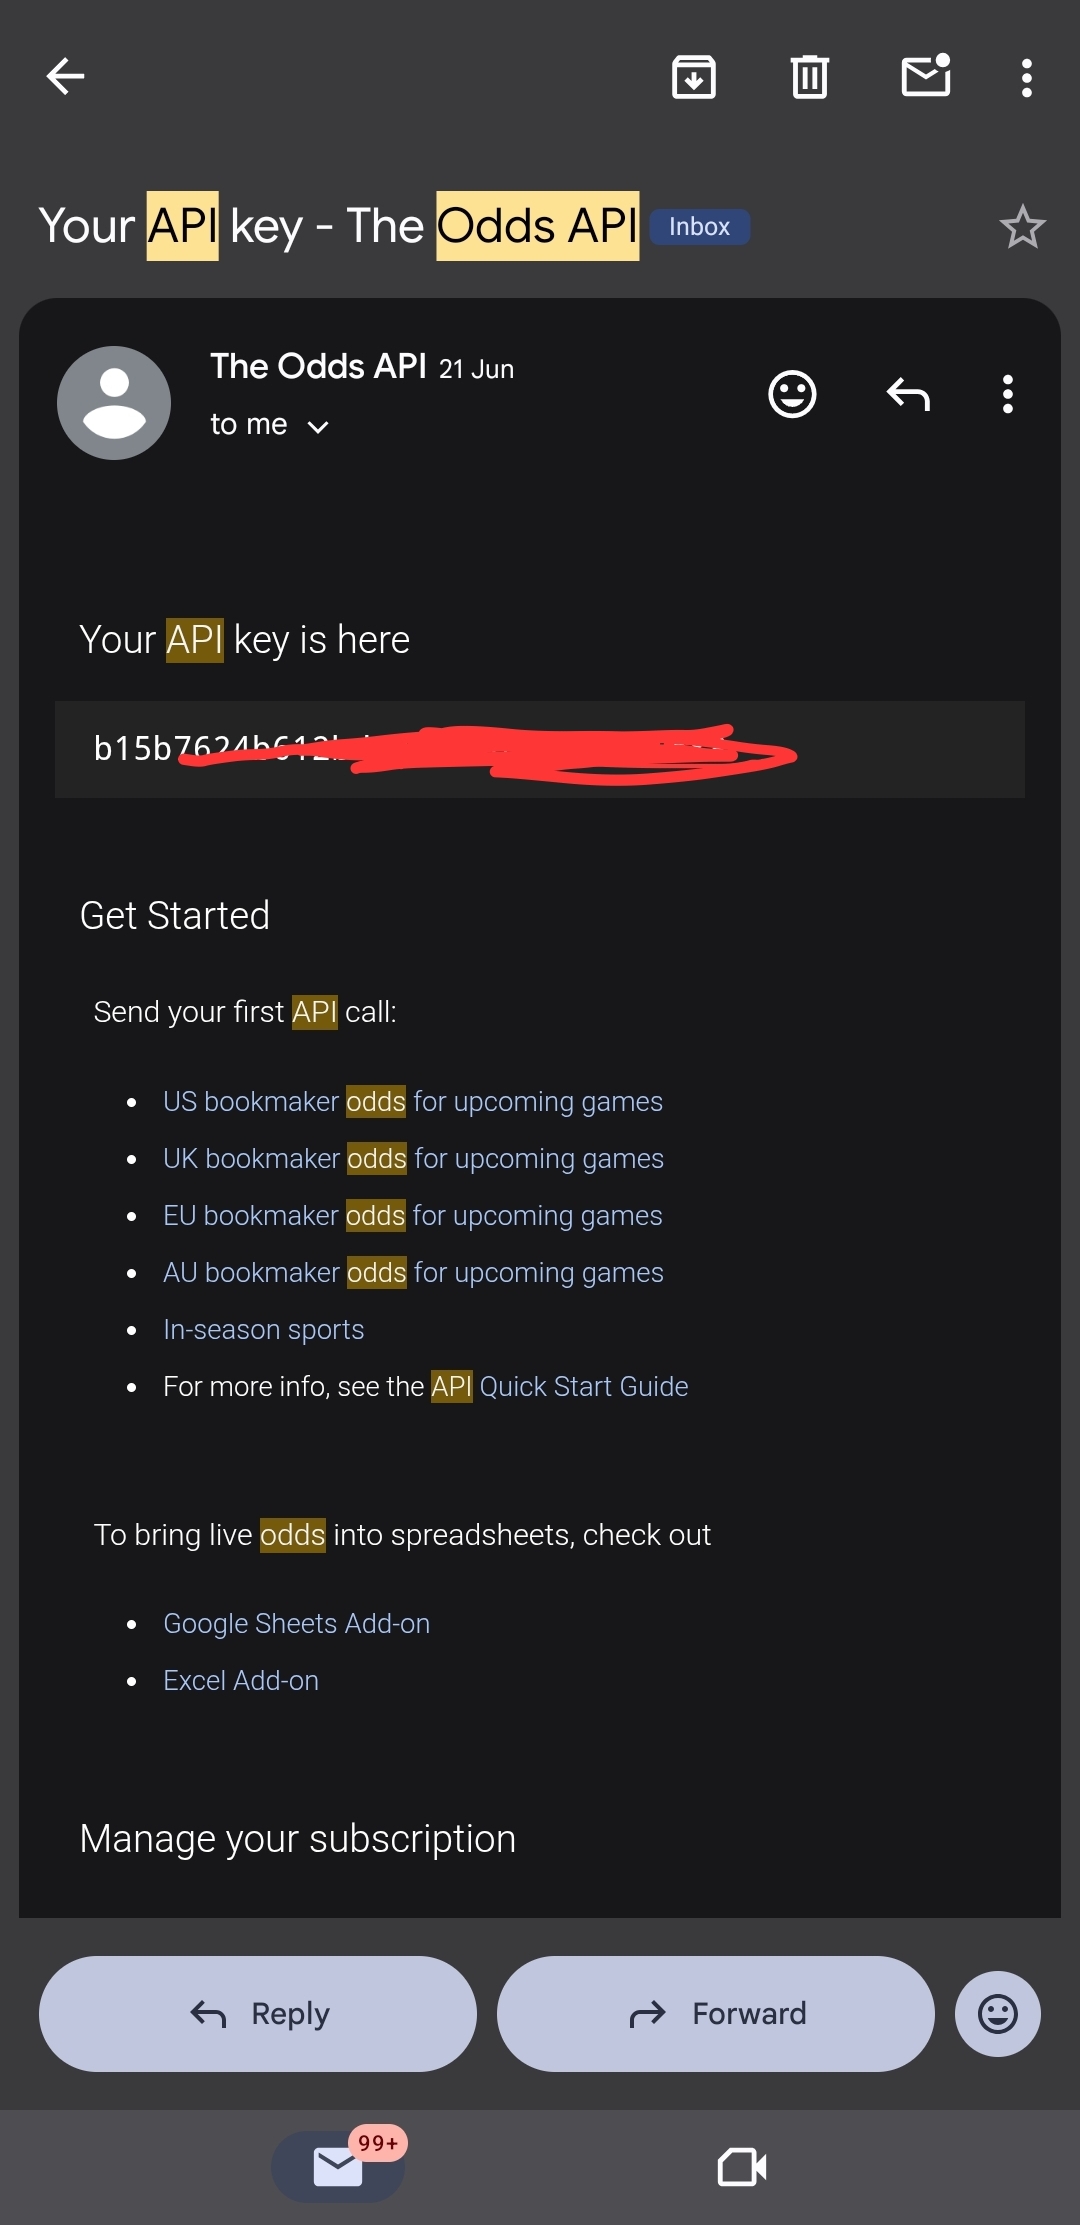 Your API key - The Odds API Inbox
The Odds API 21 Jun
to me
Your API key is here
Get Started
Send your first API call:
US bookmaker odds for upcoming games
UK bookmaker odds for upcoming games
EU bookmaker odds for upcoming games
AU bookmaker odds for upcoming games
In-season sports
For more info, see the API Quick Start Guide
To bring live odds into spreadsheets, check out
Google Sheets Add-on
Excel Add-on
Manage your subscription
Reply
Forward
99+